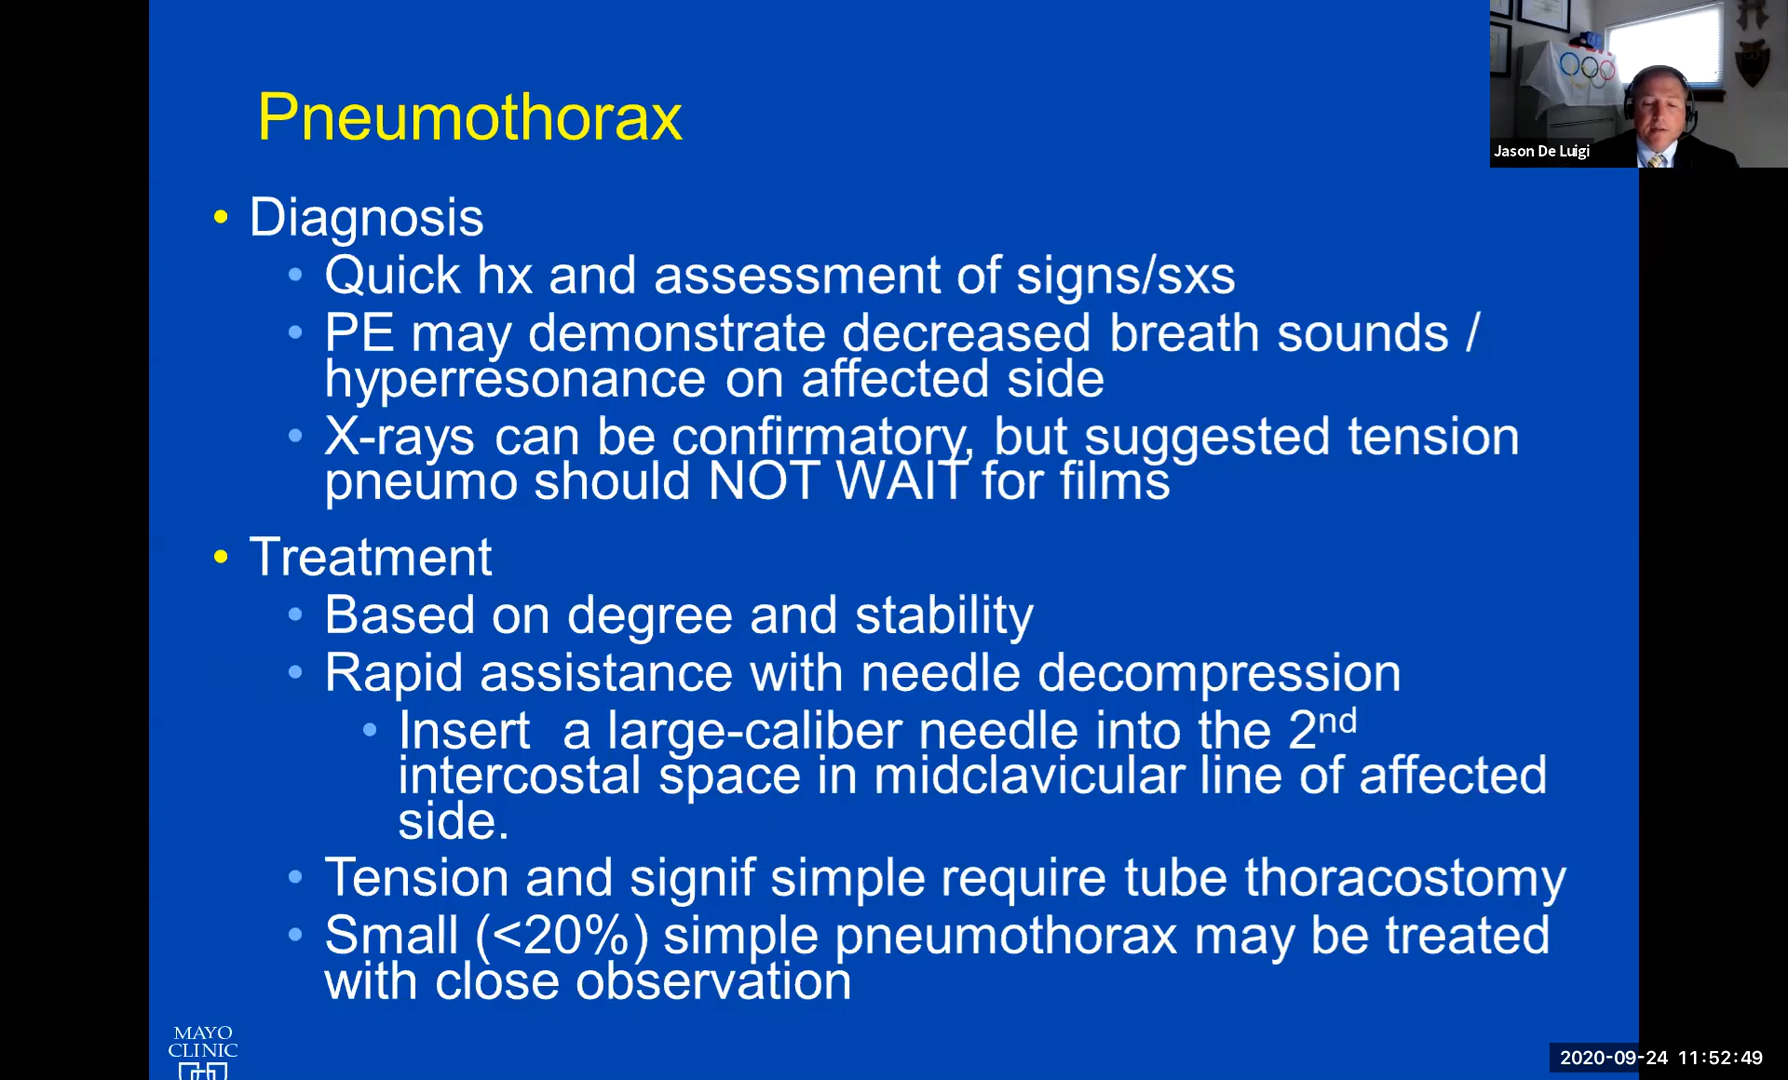 Pneumothorax
Jason De Luigi
• Diagnosis
• Quick hx and assessment of signs/sxs
• PE may demonstrate decreased breath sounds /
hyperresonance on affected side
• X-rays can be confirmatory, but suggested tension
pneumo should NOT WAIT for films
• Treatment
• Based on degree and stability
• Rapid assistance with needle decompression
• Insert a large-caliber needle into the 2nd
intercostal space in midclavicular line of affected
side.
• Tension and signif simple require tube thoracostomy
• Small (<20%) simple pneumothorax may be treated
with close observation
MAYO
CLINIC
2020-09-24 11:52:49